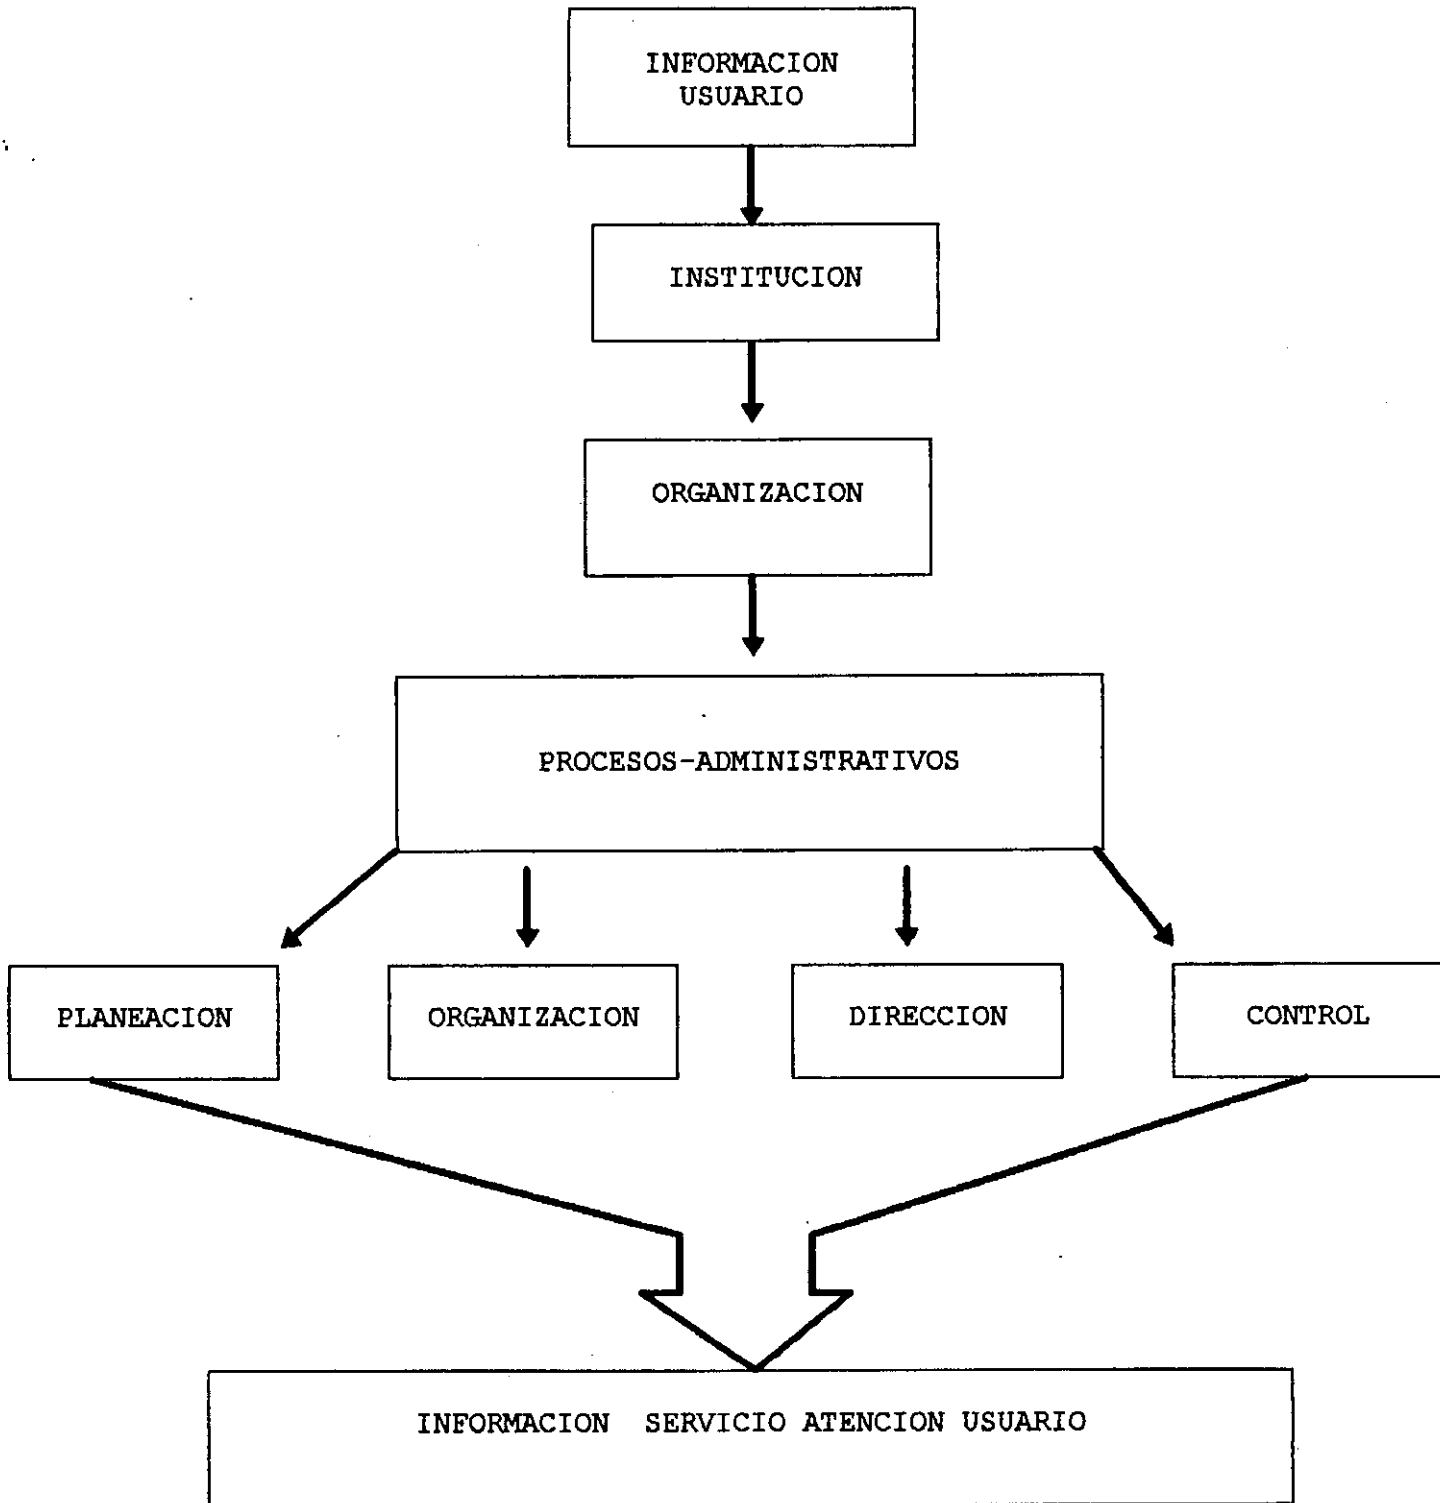 INFORMACION
USUARIO
INSTITUCION
ORGANIZACION
PROCESOS-ADMINISTRATIVOS
PLANEACION
ORGANIZACION
DIRECCION
CONTROL
INFORMACION SERVICIO ATENCION USUARIO